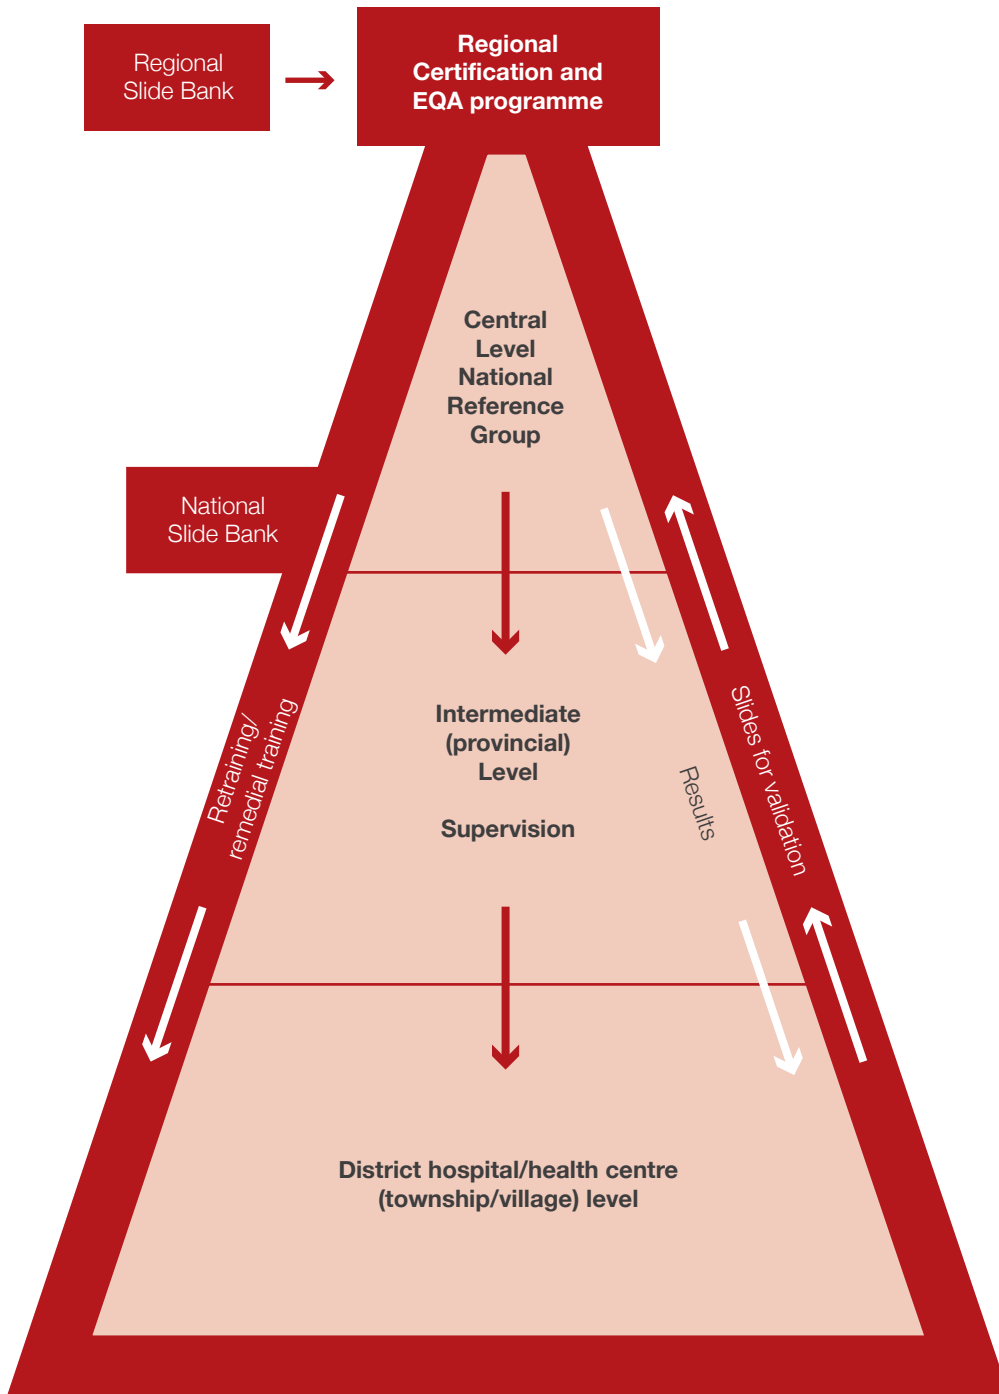 Regional
Slide Bank
Regional
Certification and
EQA programme
Central
Level
National
Reference
Group
National
Slide Bank
Intermediate
(provincial)
Level
Supervision
Retraining/
remedial training
Results
Slides for validation
District hospital/health centre
(township/village) level